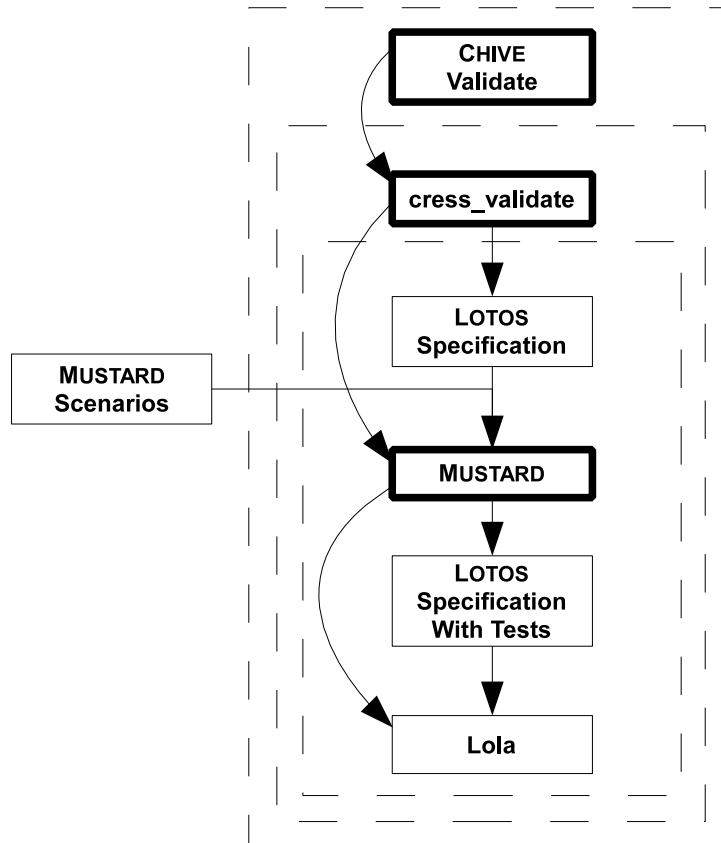 CHIVE
Validate
cress_validate
LOTOS
Specification
MUSTARD
Scenarios
MUSTARD
LOTOS
Specification
With Tests
Lola